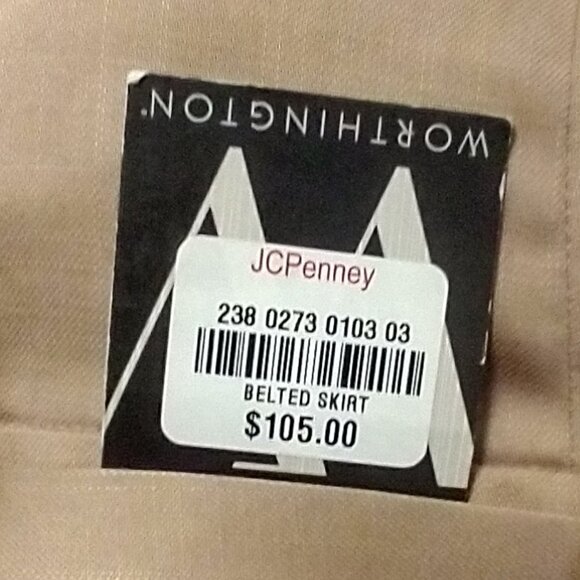 WORTHINGTON
JCPenney
238 0273 0103 03
BELTED SKIRT
$105.00